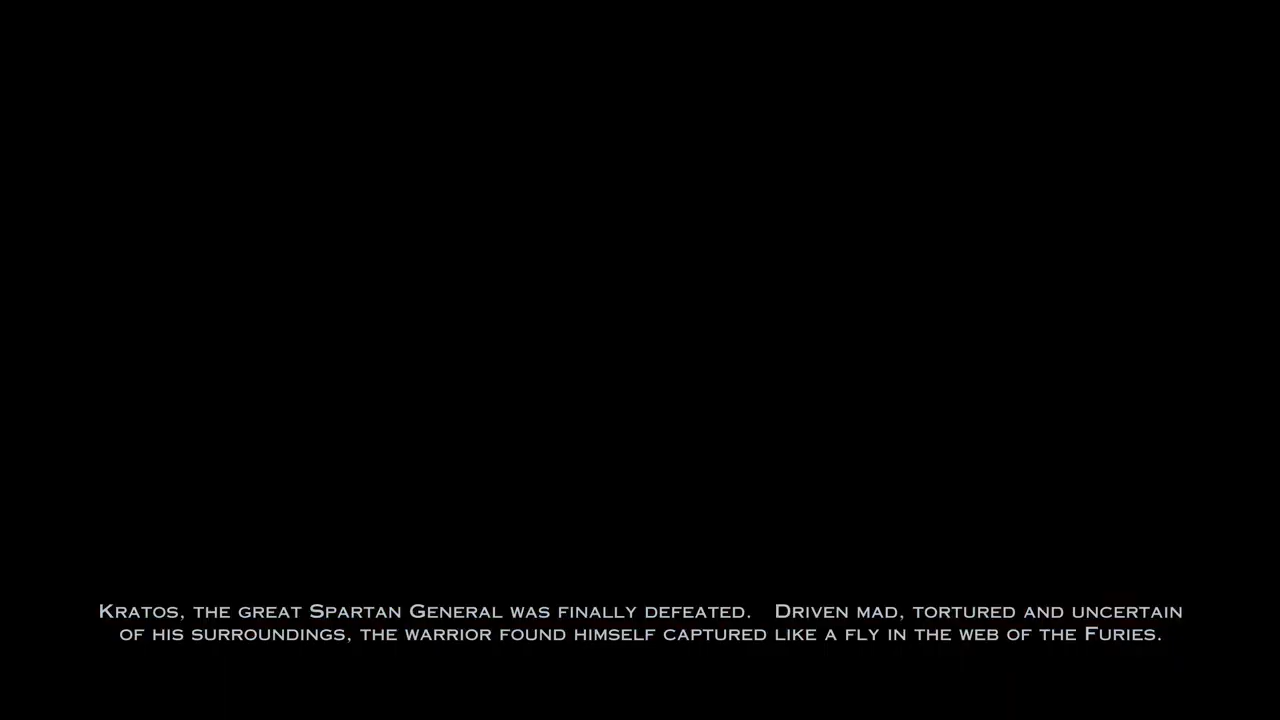 Kratos, the great Spartan General was finally defeated.   Driven mad, tortured and uncertain
of his surroundings, the warrior found himself captured like a fly in the web of the Furies.